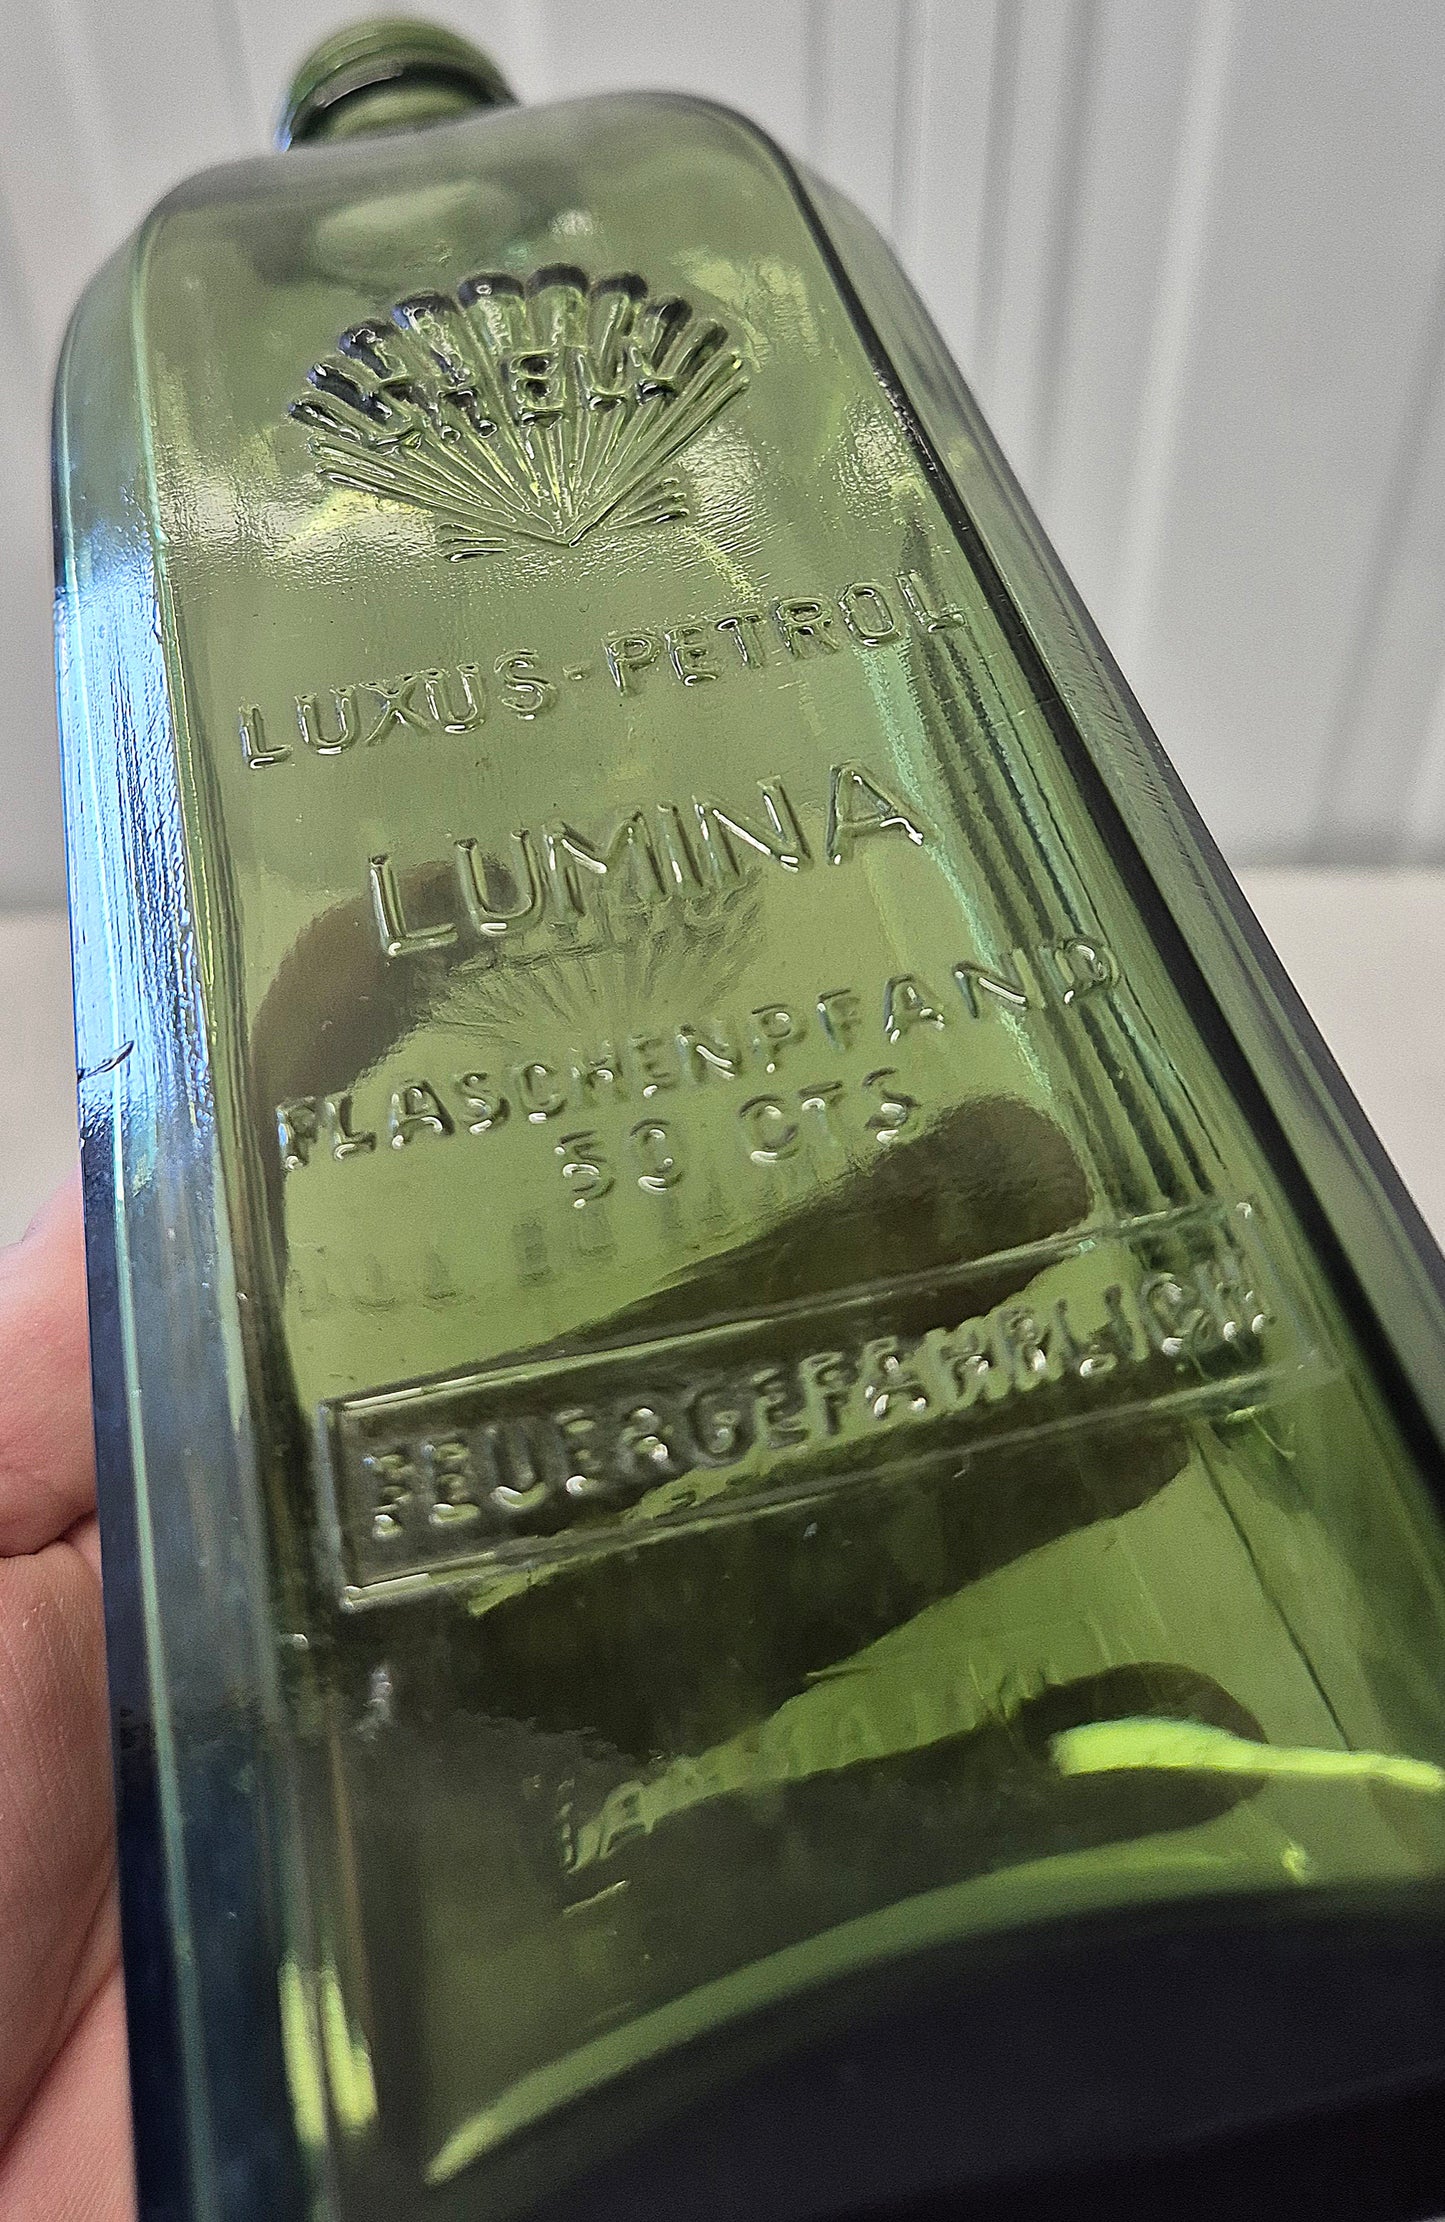 SHELL
LUXUS-PETROL
LUMINA
FLASCHENPFAND
50 CTS
FEUERGEFÄHRLICH